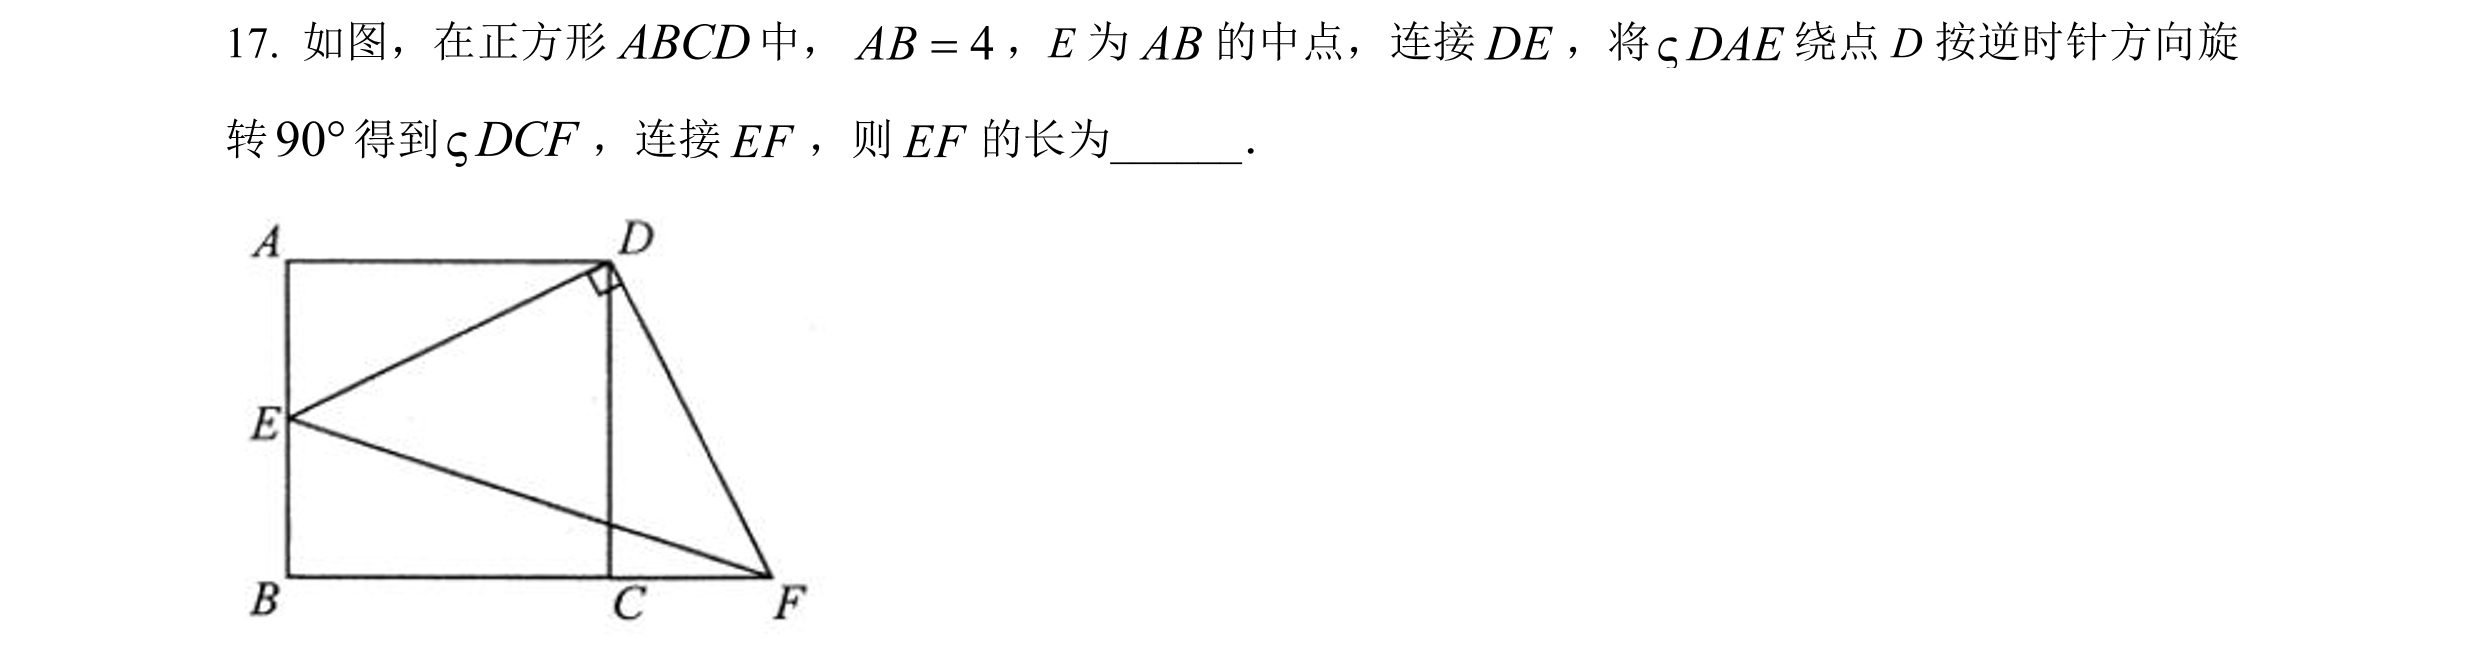 17. 如图，在正方形 ABCD 中， AB = 4 ，E 为 AB 的中点，连接 DE ，将 ς DAE 绕点 D 按逆时针方向旋
转 90° 得到 ς DCF ，连接 EF ，则 EF 的长为______.
A D
E
B C F